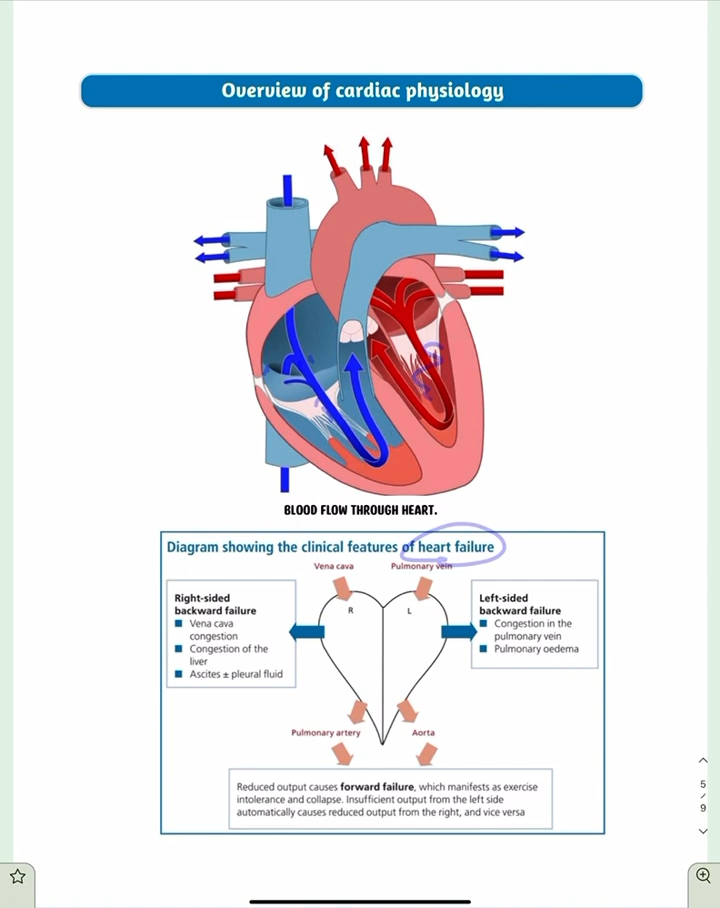 Overview of cardiac physiology
BLOOD FLOW THROUGH HEART.
Diagram showing the clinical features of heart failure
Vena cava
Pulmonary vein
Right-sided
backward failure
Vena cava
congestion
Congestion of the
liver
Ascites ± pleural fluid
R
L
Left-sided
backward failure
Congestion in the
pulmonary vein
Pulmonary oedema
Pulmonary artery
Aorta
Reduced output causes forward failure, which manifests as exercise
intolerance and collapse. Insufficient output from the left side
automatically causes reduced output from the right, and vice versa
5
/
9